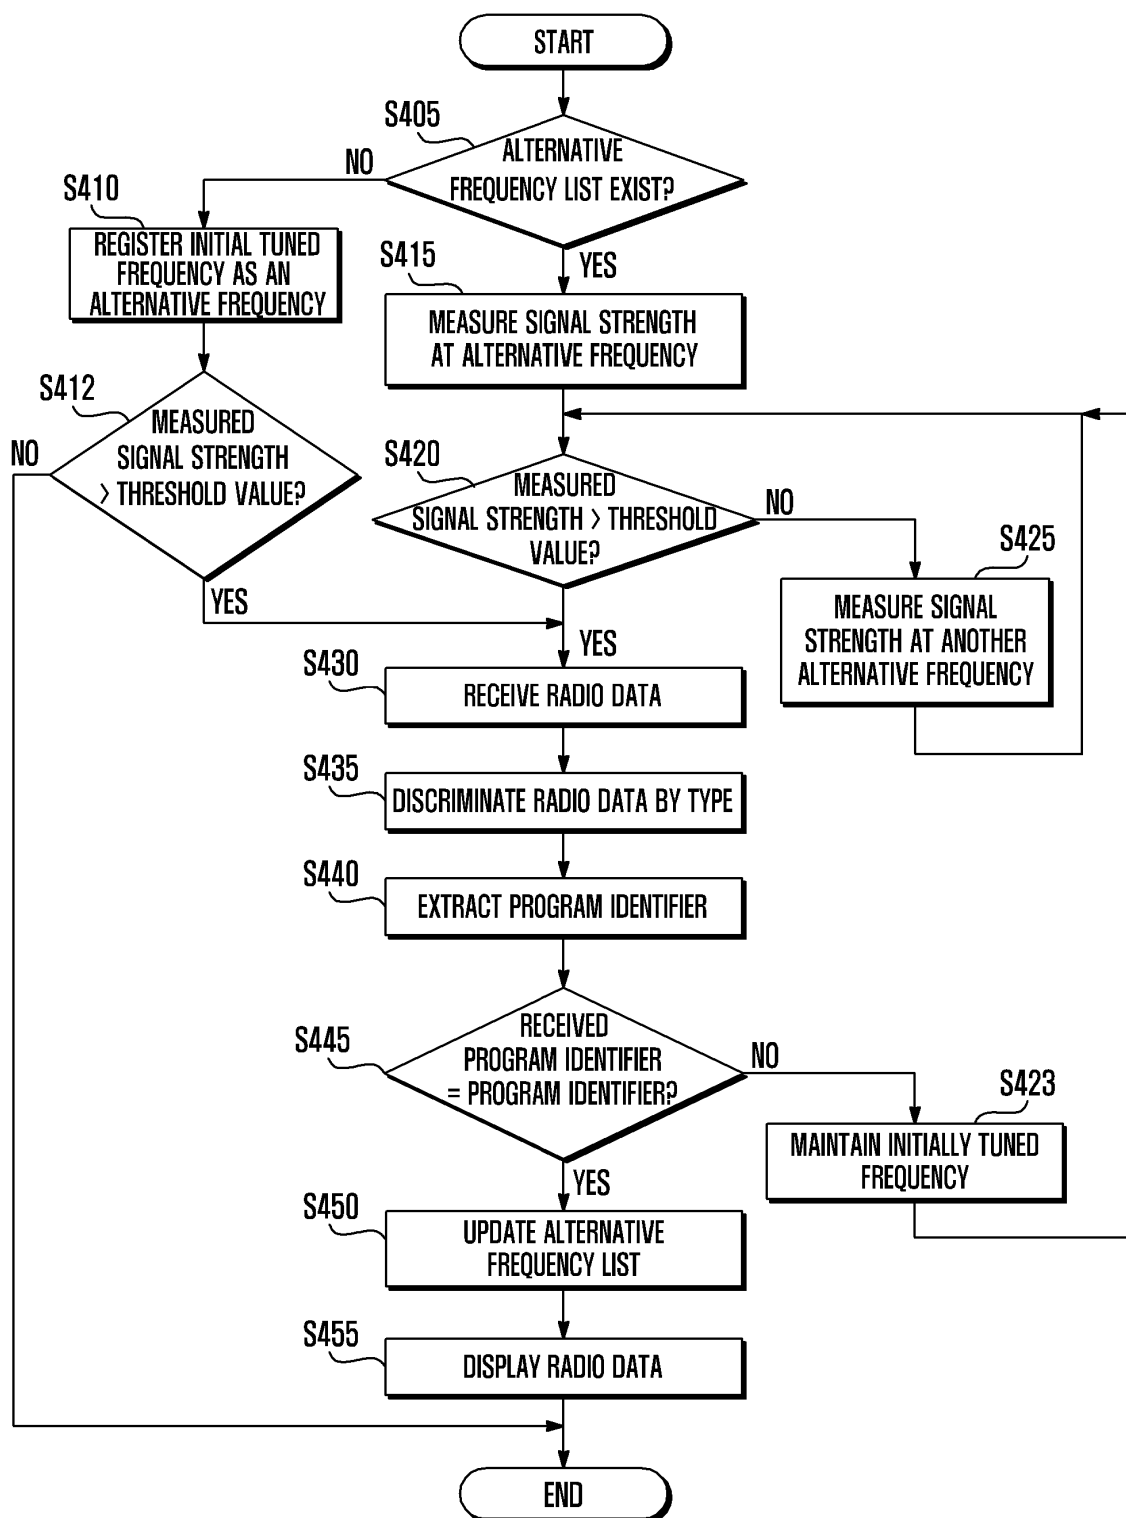 START
S405
ALTERNATIVE
FREQUENCY LIST EXIST?
NO
YES
S410
REGISTER INITIAL TUNED
FREQUENCY AS AN
ALTERNATIVE FREQUENCY
S415
MEASURE SIGNAL STRENGTH
AT ALTERNATIVE FREQUENCY
S412
MEASURED
SIGNAL STRENGTH
> THRESHOLD VALUE?
NO
YES
S420
MEASURED
SIGNAL STRENGTH > THRESHOLD
VALUE?
NO
YES
S425
MEASURE SIGNAL
STRENGTH AT ANOTHER
ALTERNATIVE FREQUENCY
S430
RECEIVE RADIO DATA
S435
DISCRIMINATE RADIO DATA BY TYPE
S440
EXTRACT PROGRAM IDENTIFIER
S445
RECEIVED
PROGRAM IDENTIFIER
= PROGRAM IDENTIFIER?
NO
YES
S423
MAINTAIN INITIALLY TUNED
FREQUENCY
S450
UPDATE ALTERNATIVE
FREQUENCY LIST
S455
DISPLAY RADIO DATA
END